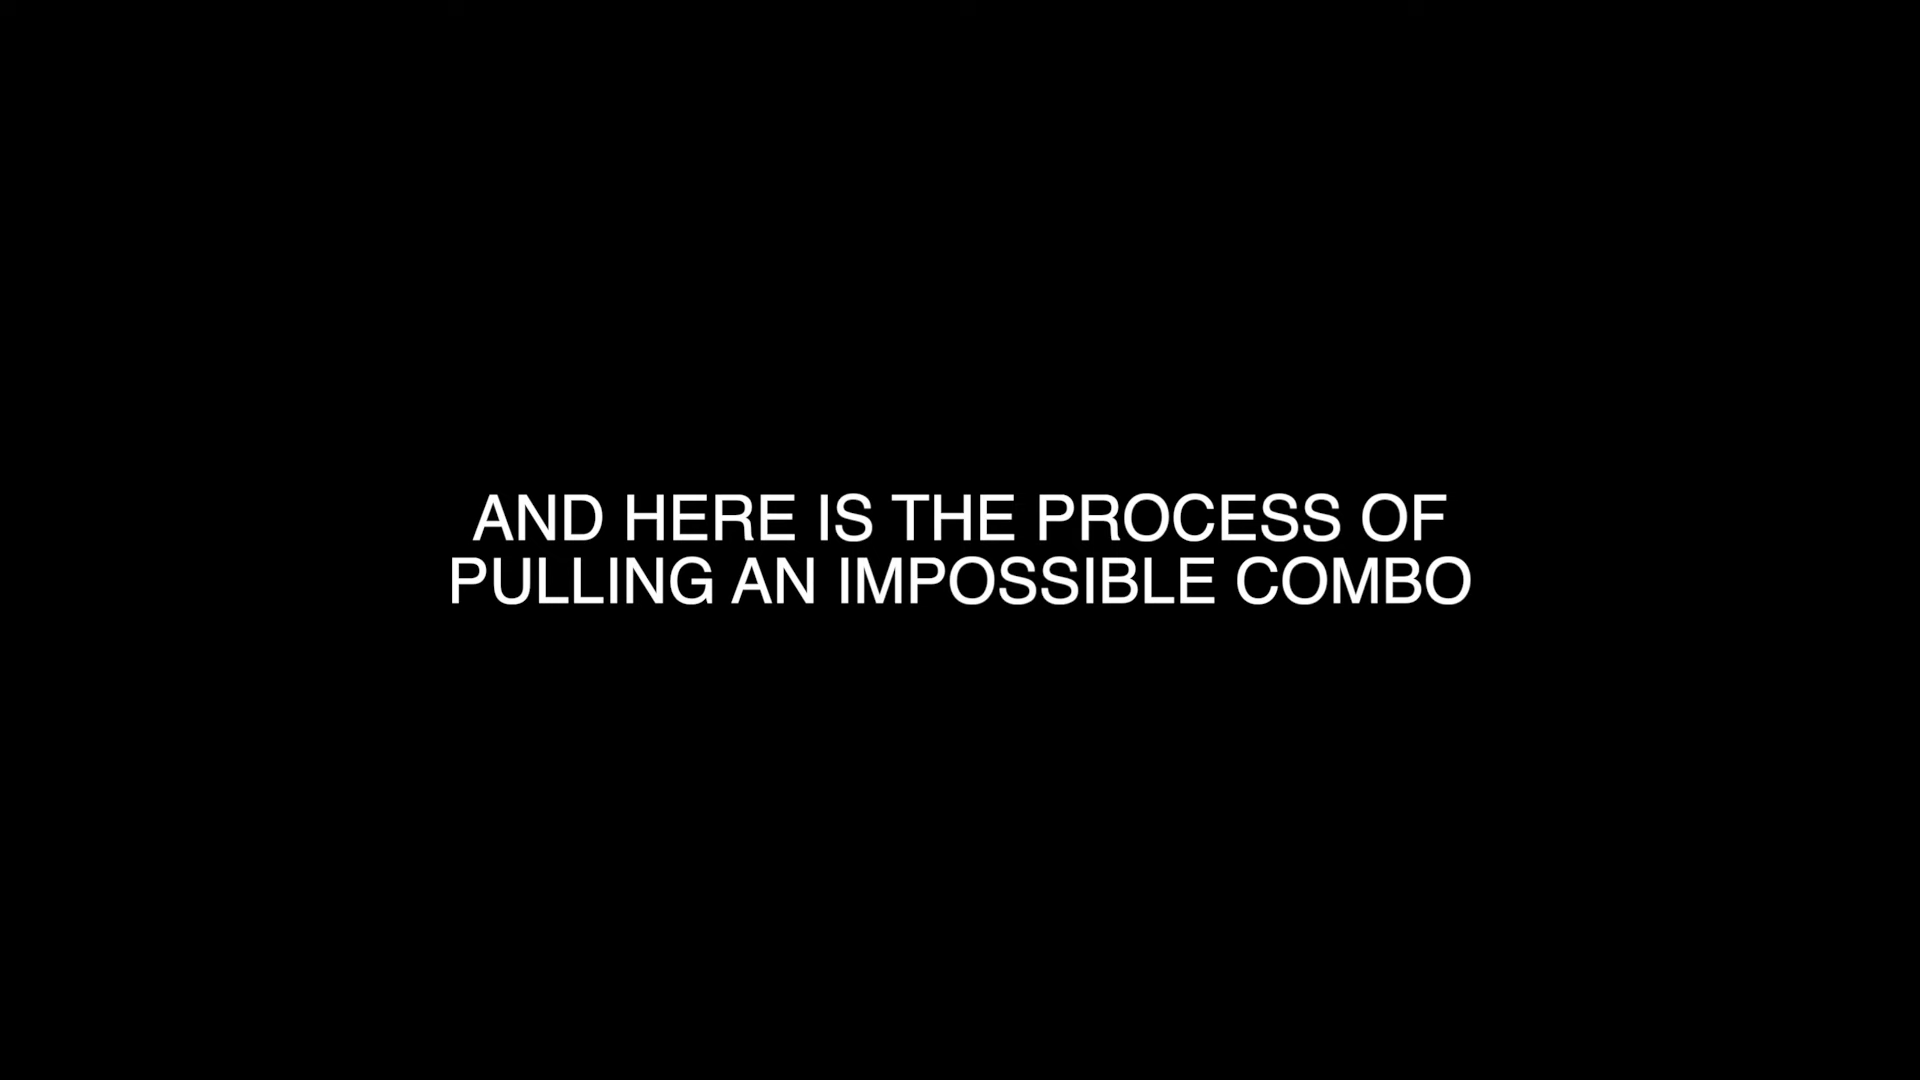 AND HERE IS THE PROCESS OF
PULLING AN IMPOSSIBLE COMBO